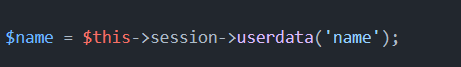 $name = $this->session->userdata('name');